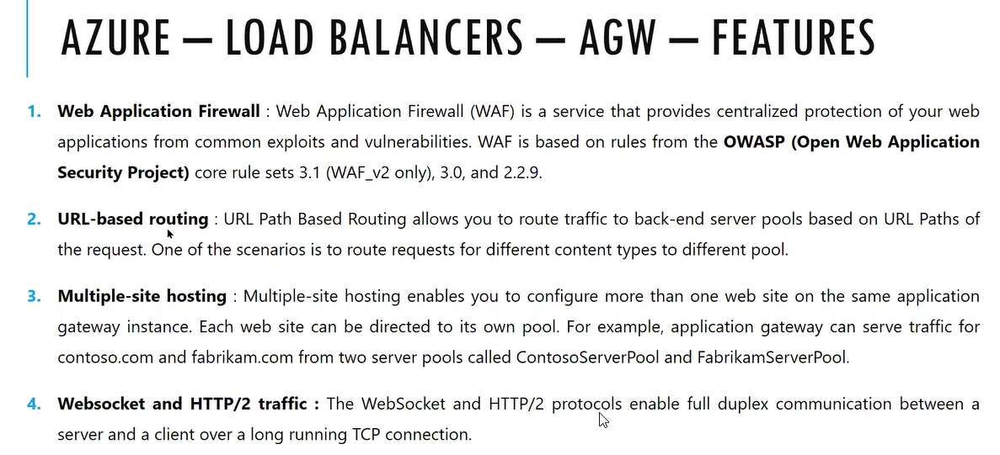 AZURE – LOAD BALANCERS – AGW – FEATURES
1. Web Application Firewall : Web Application Firewall (WAF) is a service that provides centralized protection of your web
applications from common exploits and vulnerabilities. WAF is based on rules from the OWASP (Open Web Application
Security Project) core rule sets 3.1 (WAF_v2 only), 3.0, and 2.2.9.
2. URL-based routing : URL Path Based Routing allows you to route traffic to back-end server pools based on URL Paths of
the request. One of the scenarios is to route requests for different content types to different pool.
3. Multiple-site hosting : Multiple-site hosting enables you to configure more than one web site on the same application
gateway instance. Each web site can be directed to its own pool. For example, application gateway can serve traffic for
contoso.com and fabrikam.com from two server pools called ContosoServerPool and FabrikamServerPool.
4. Websocket and HTTP/2 traffic : The WebSocket and HTTP/2 protocols enable full duplex communication between a
server and a client over a long running TCP connection.